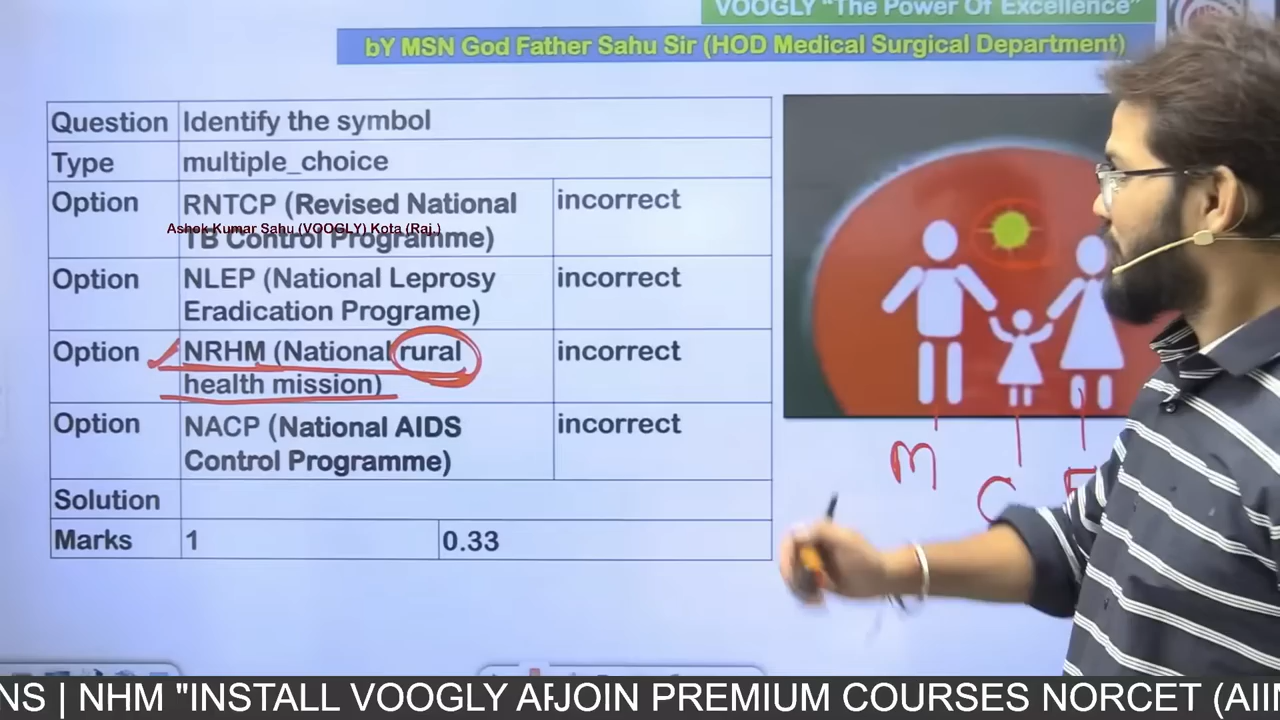 VOOGLY “The Power Of Excellence”
bY MSN God Father Sahu Sir (HOD Medical Surgical Department)
Question Identify the symbol
Type multiple_choice
Option RNTCP (Revised National incorrect
Ashok Kumar Sahu (VOOGLY) Kota (Raj.)
TB Control Programme)
Option NLEP (National Leprosy incorrect
Eradication Programe)
Option NRHM (National rural incorrect
health mission)
Option NACP (National AIDS incorrect
Control Programme)
Solution
Marks 1 0.33
M
C
F
NS | NHM "INSTALL VOOGLY AP JOIN PREMIUM COURSES NORCET (AII